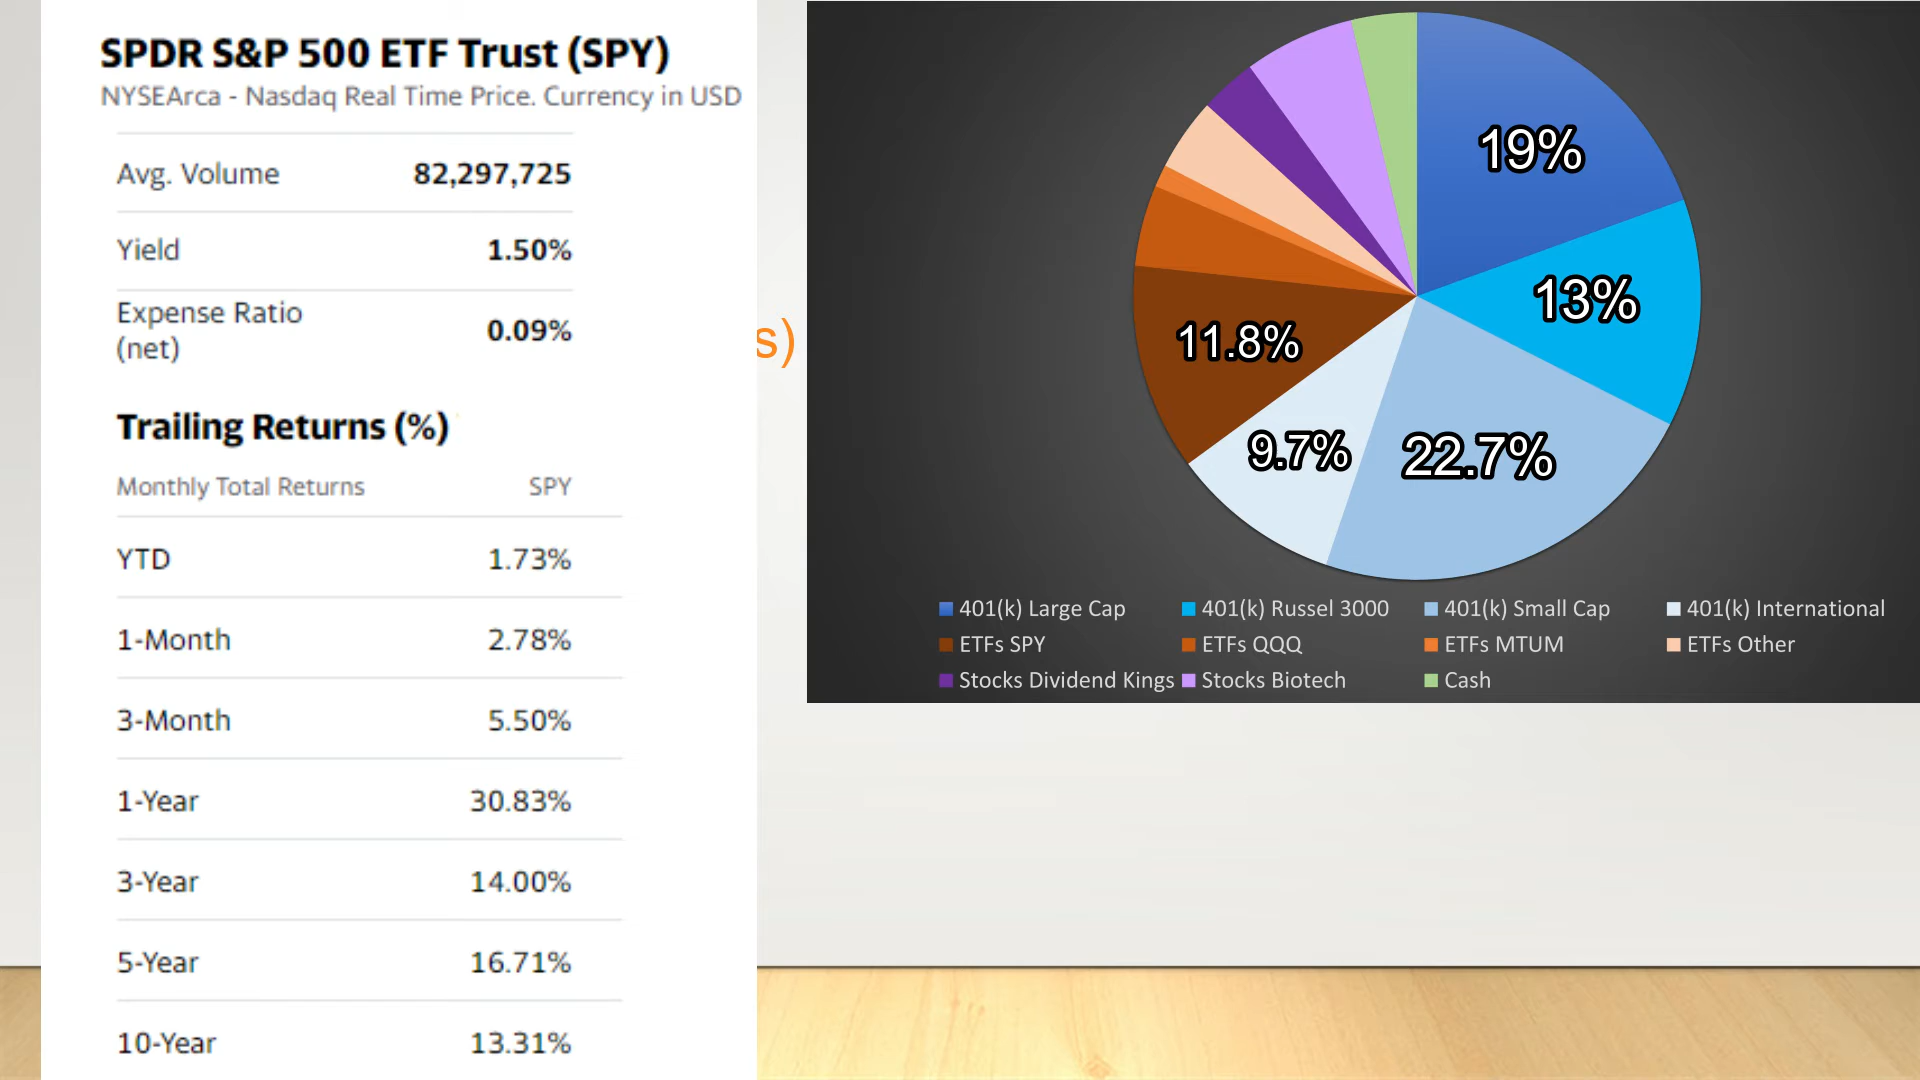 SPDR S&P 500 ETF Trust (SPY)
NYSEArca - Nasdaq Real Time Price. Currency in USD
Avg. Volume 82,297,725
Yield 1.50%
Expense Ratio (net) 0.09%
Trailing Returns (%)
Monthly Total Returns SPY
YTD 1.73%
1-Month 2.78%
3-Month 5.50%
1-Year 30.83%
3-Year 14.00%
5-Year 16.71%
10-Year 13.31%
s)
19%
13%
22.7%
9.7%
11.8%
401(k) Large Cap 401(k) Russel 3000 401(k) Small Cap 401(k) International
ETFs SPY ETFs QQQ ETFs MTUM ETFs Other
Stocks Dividend Kings Stocks Biotech Cash